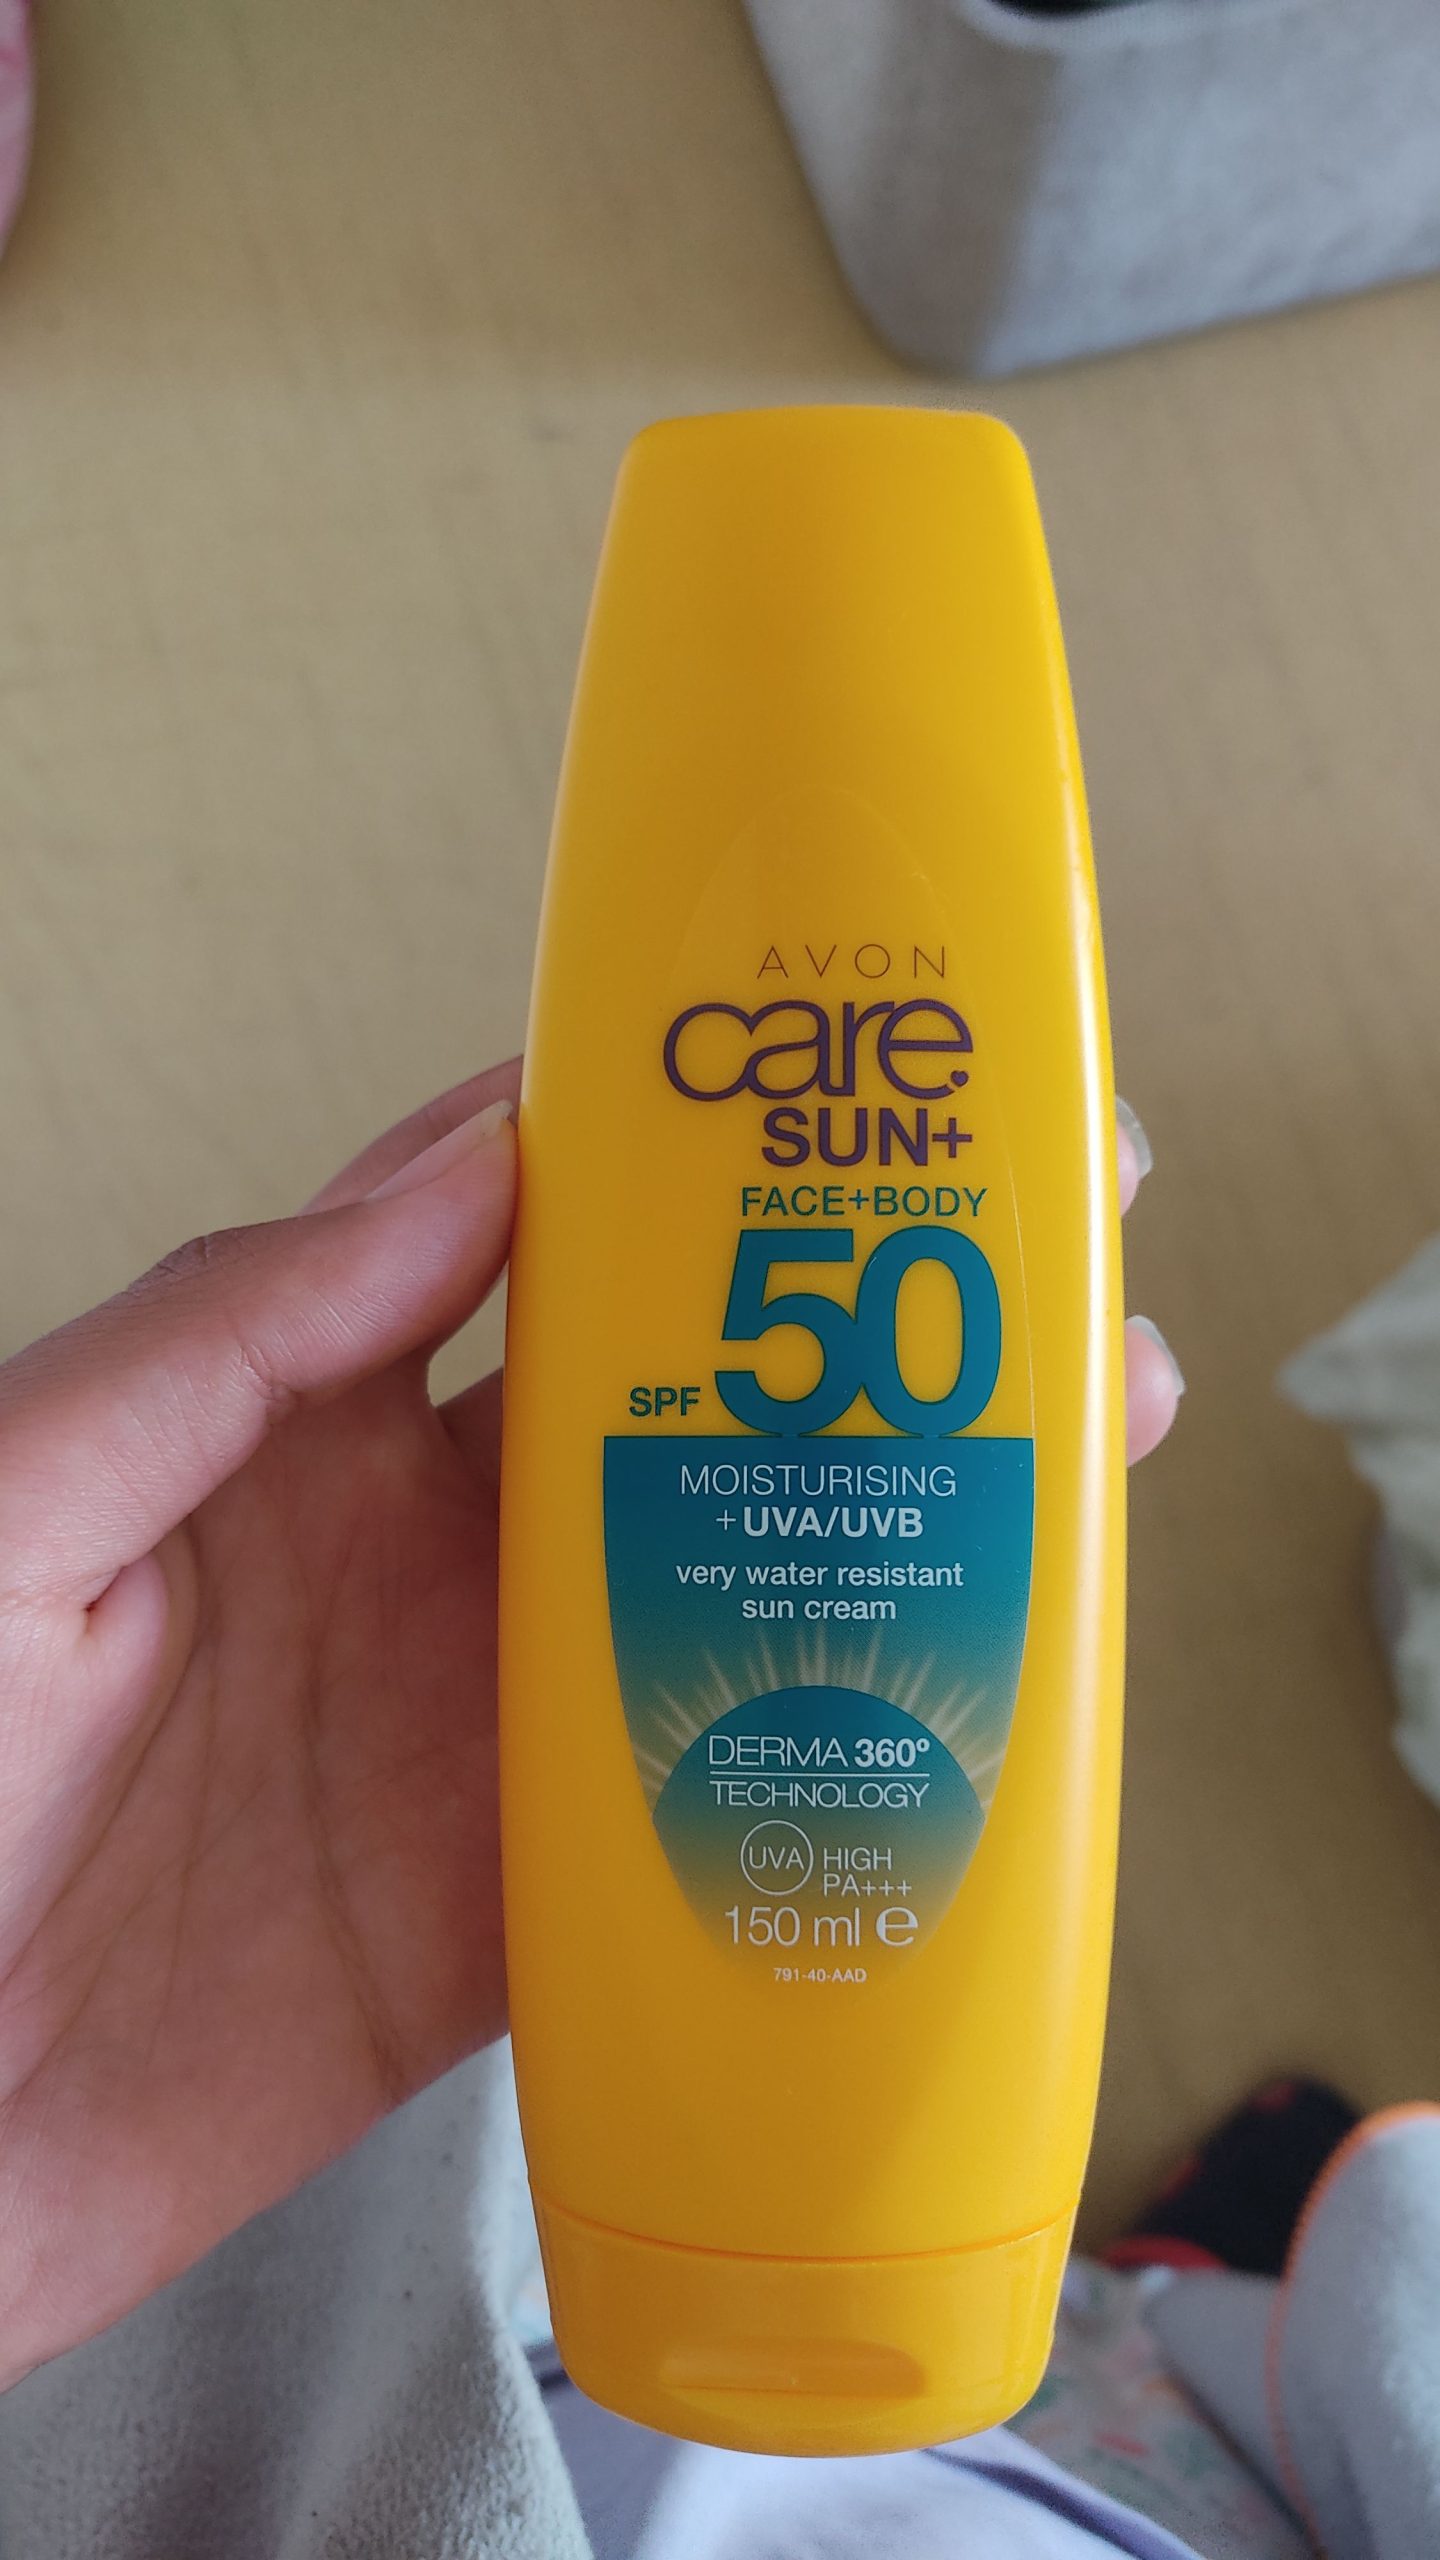 AVON
care
SUN+
FACE+BODY
SPF 50
MOISTURISING
+UVA/UVB
very water resistant
sun cream
DERMA 360º
TECHNOLOGY
UVA HIGH
PA+++
150 ml e
791-40-AAD